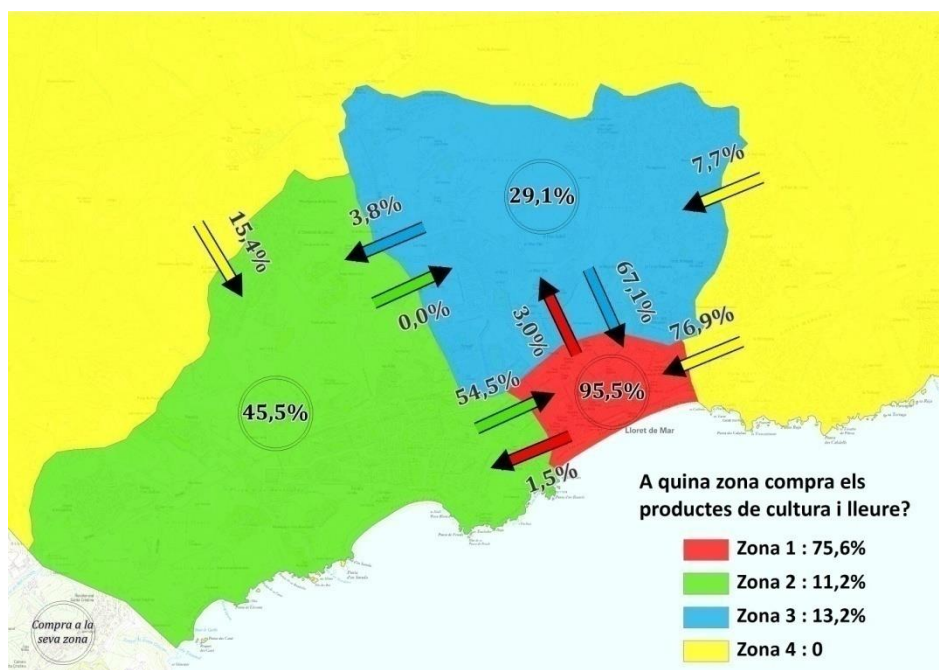 29,1%
7,7%
3,8%
15,4%
0,0%
67,1%
3,0%
76,9%
54,5%
95,5%
45,5%
Lloret de Mar
1,5%
A quina zona compra els
productes de cultura i lleure?
Zona 1 : 75,6%
Zona 2 : 11,2%
Zona 3 : 13,2%
Zona 4 : 0
Compra a la
seva zona